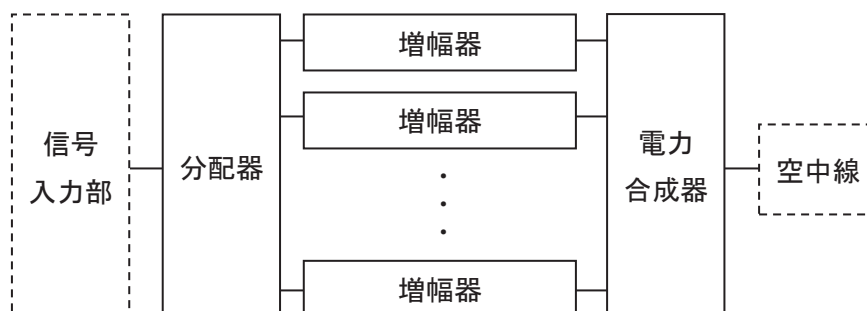 信号
入力部
分配器
増幅器
増幅器
・
・
・
増幅器
電力
合成器
空中線